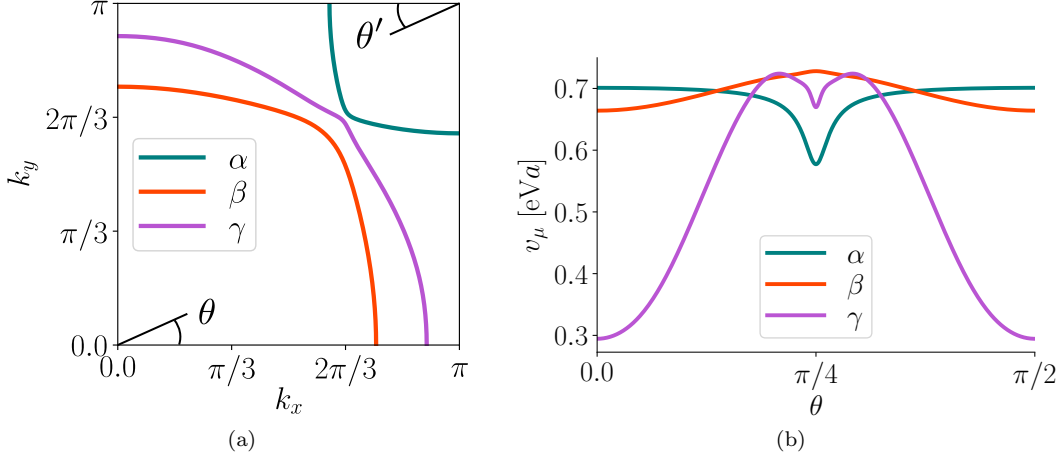 π
2π/3
π/3
0.0
k_y
α
β
γ
θ
θ′
0.0
π/3
2π/3
π
k_x
(a)
0.7
0.6
0.5
0.4
0.3
v_μ [eVa]
α
β
γ
0.0
π/4
π/2
θ
(b)